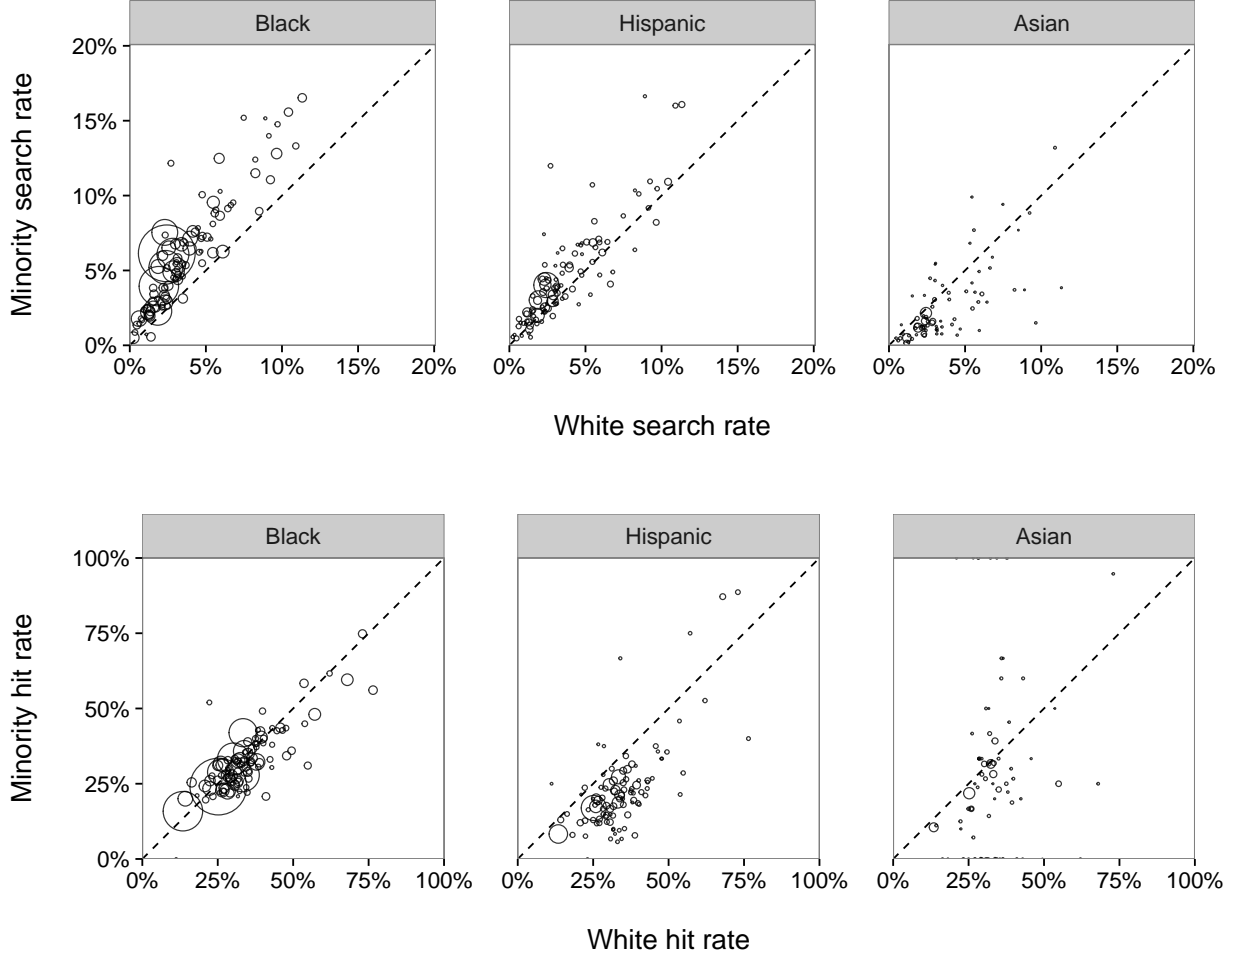 Black Hispanic Asian
Minority search rate
20%
15%
10%
5%
0%
0% 5% 10% 15% 20% 0% 5% 10% 15% 20% 0% 5% 10% 15% 20%
White search rate
Black Hispanic Asian
Minority hit rate
100%
75%
50%
25%
0%
0% 25% 50% 75% 100% 0% 25% 50% 75% 100% 0% 25% 50% 75% 100%
White hit rate